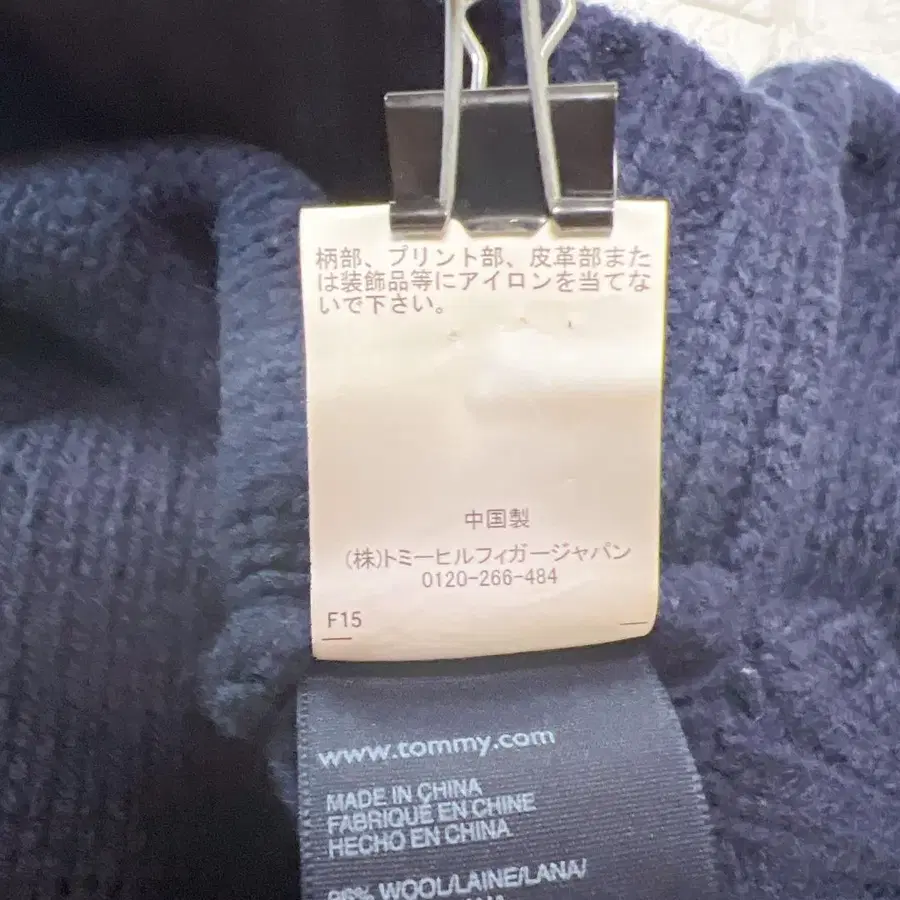 柄部、プリント部、皮革部また
は装飾品等にアイロンを当てな
いで下さい。
中国製
(株)トミーヒルフィガージャパン
0120-266-484
F15
www.tommy.com
MADE IN CHINA
FABRIQUÉ EN CHINE
HECHO EN CHINA
WOOL/LAINE/LANA/